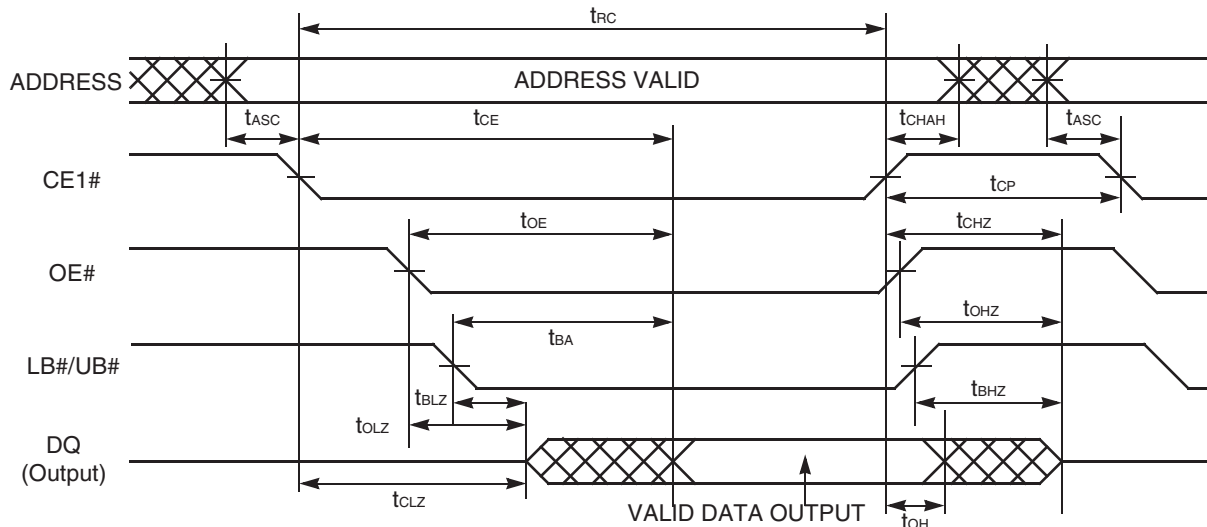 tRC
ADDRESS
ADDRESS VALID
tASC
tCE
tCHAH
tASC
CE1#
tCP
tOE
tCHZ
OE#
tOHZ
tBA
LB#/UB#
tBLZ
tBHZ
tOLZ
DQ
(Output)
tCLZ
VALID DATA OUTPUT
tOH